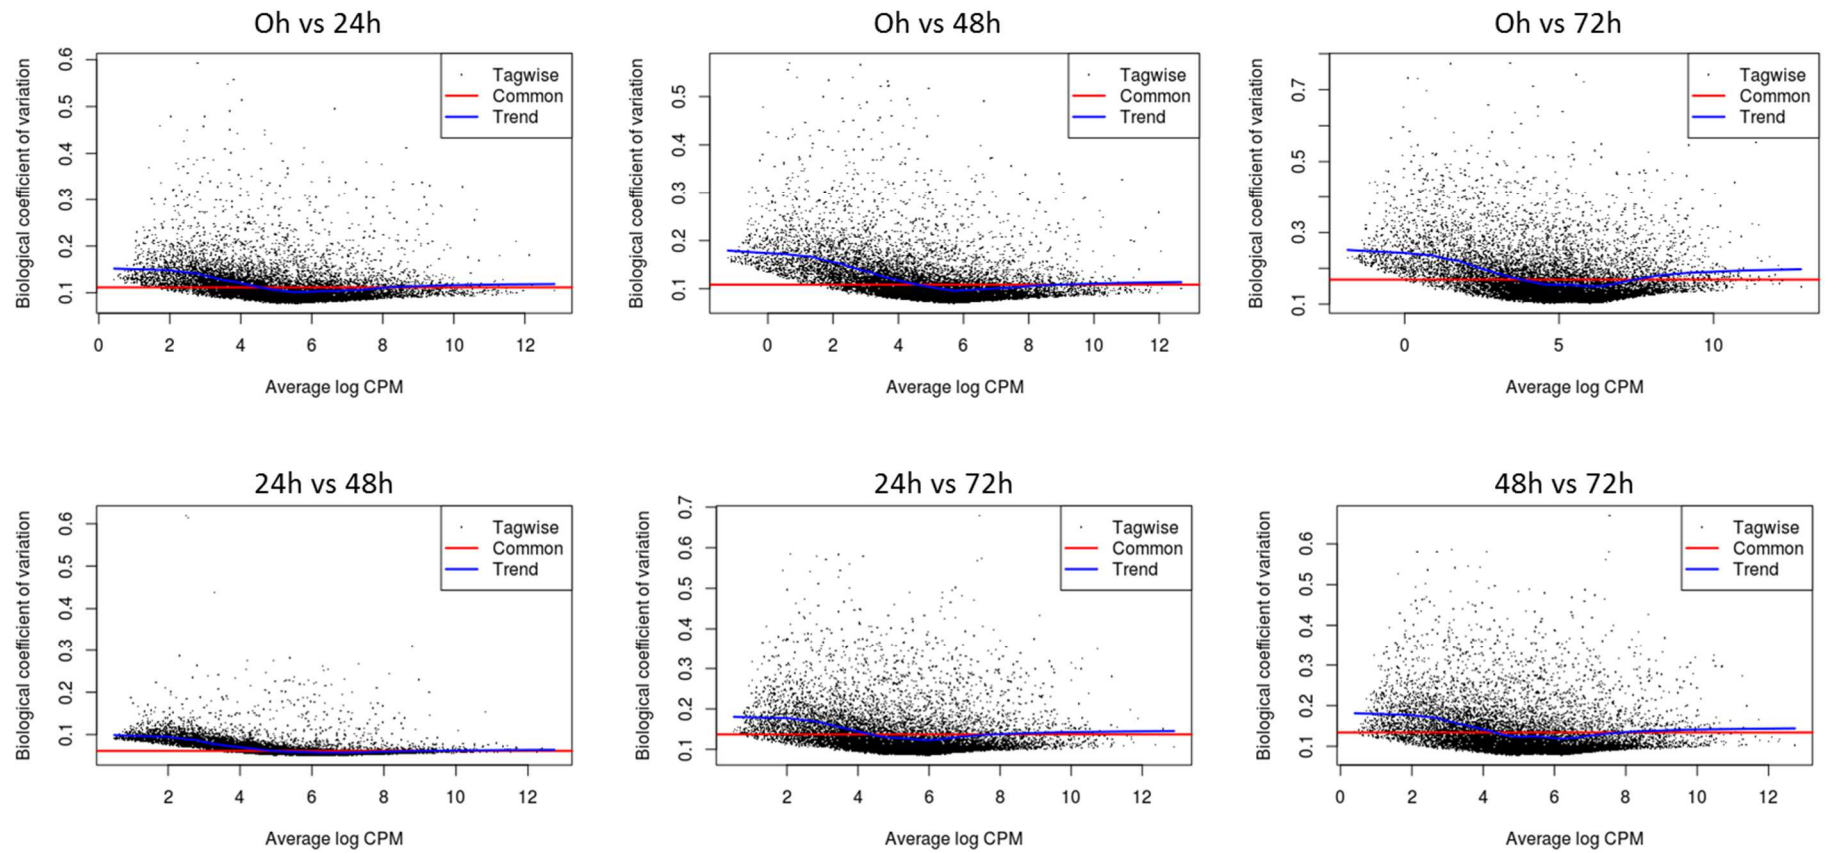 Oh vs 24h
Biological coefficient of variation
0.6
0.5
0.4
0.3
0.2
0.1
Tagwise
Common
Trend
0 2 4 6 8 10 12
Average log CPM
Oh vs 48h
Biological coefficient of variation
0.5
0.4
0.3
0.2
0.1
Tagwise
Common
Trend
0 2 4 6 8 10 12
Average log CPM
Oh vs 72h
Biological coefficient of variation
0.7
0.5
0.3
0.1
Tagwise
Common
Trend
0 5 10
Average log CPM
24h vs 48h
Biological coefficient of variation
0.6
0.5
0.4
0.3
0.2
0.1
Tagwise
Common
Trend
2 4 6 8 10 12
Average log CPM
24h vs 72h
Biological coefficient of variation
0.7
0.6
0.5
0.4
0.3
0.2
0.1
Tagwise
Common
Trend
2 4 6 8 10 12
Average log CPM
48h vs 72h
Biological coefficient of variation
0.6
0.5
0.4
0.3
0.2
0.1
Tagwise
Common
Trend
0 2 4 6 8 10 12
Average log CPM